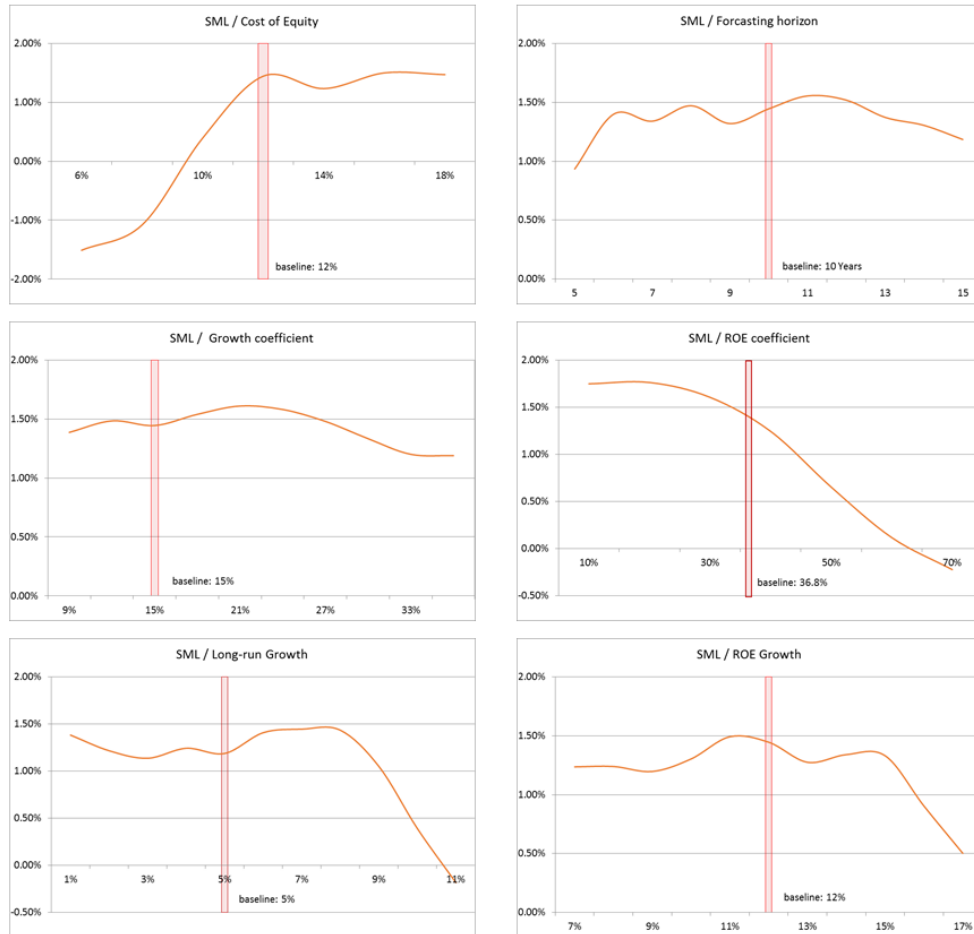 SML / Cost of Equity
2.00%
1.00%
0.00%
6% 10% 14% 18%
-1.00%
baseline: 12%
-2.00%
SML / Forcasting horizon
2.00%
1.50%
1.00%
0.50%
baseline: 10 Years
0.00%
5 7 9 11 13 15
SML / Growth coefficient
2.00%
1.50%
1.00%
0.50%
baseline: 15%
0.00%
9% 15% 21% 27% 33%
SML / ROE coefficient
2.00%
1.50%
1.00%
0.50%
0.00%
10% 30% 50% 70%
baseline: 36.8%
-0.50%
SML / Long-run Growth
2.00%
1.50%
1.00%
0.50%
0.00%
1% 3% 5% 7% 9% 11%
baseline: 5%
-0.50%
SML / ROE Growth
2.00%
1.50%
1.00%
0.50%
baseline: 12%
0.00%
7% 9% 11% 13% 15% 17%